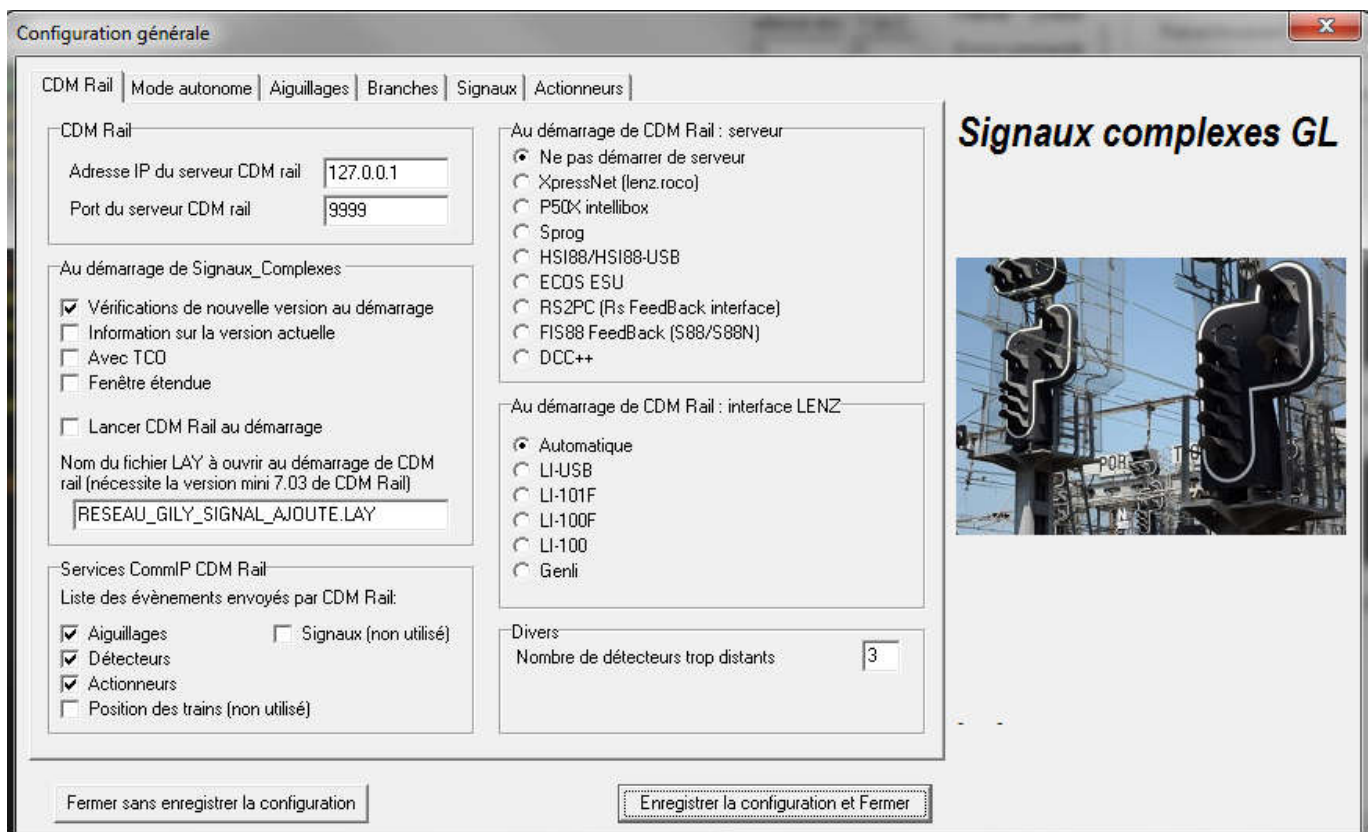 Configuration générale
CDM Rail
Mode autonome
Aiguillages
Branches
Signaux
Actionneurs
CDM Rail
Adresse IP du serveur CDM rail
127.0.0.1
Port du serveur CDM rail
9999
Au démarrage de Signaux_Complexes
Vérifications de nouvelle version au démarrage
Information sur la version actuelle
Avec TCO
Fenêtre étendue
Lancer CDM Rail au démarrage
Nom du fichier LAY à ouvrir au démarrage de CDM
rail (nécessite la version mini 7.03 de CDM Rail)
RESEAU_GILY_SIGNAL_AJOUTE.LAY
Services CommIP CDM Rail
Liste des évènements envoyés par CDM Rail:
Aiguillages
Signaux (non utilisé)
Détecteurs
Actionneurs
Position des trains (non utilisé)
Au démarrage de CDM Rail : serveur
Ne pas démarrer de serveur
XpressNet (lenz.roco)
P50X intellibox
Sprog
HSI88/HSI88-USB
ECOS ESU
RS2PC (Rs FeedBack interface)
FIS88 FeedBack (S88/S88N)
DCC++
Au démarrage de CDM Rail : interface LENZ
Automatique
LI-USB
LI-101F
LI-100F
LI-100
Genli
Divers
Nombre de détecteurs trop distants
3
Signaux complexes GL
POR
N
- -
Fermer sans enregistrer la configuration
Enregistrer la configuration et Fermer